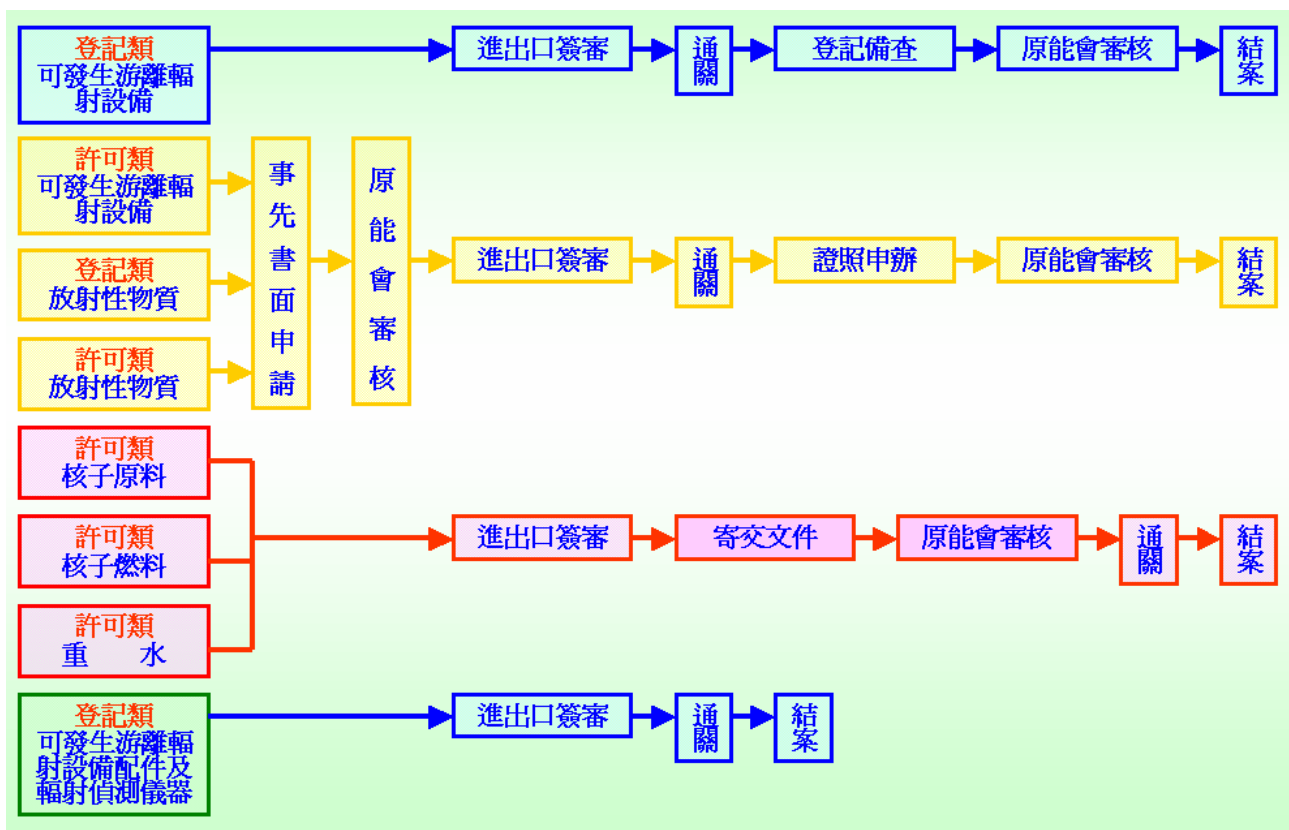 登記類
可發生游離輻
射設備
進出口簽審
通
關
登記備查
原能會審核
結
案
許可類
可發生游離輻
射設備
登記類
放射性物質
許可類
放射性物質
事
先
書
面
申
請
原
能
會
審
核
進出口簽審
通
關
證照申辦
原能會審核
結
案
許可類
核子原料
許可類
核子燃料
許可類
重 水
進出口簽審
寄交文件
原能會審核
通
關
結
案
登記類
可發生游離輻
射設備配件及
輻射偵測儀器
進出口簽審
通
關
結
案